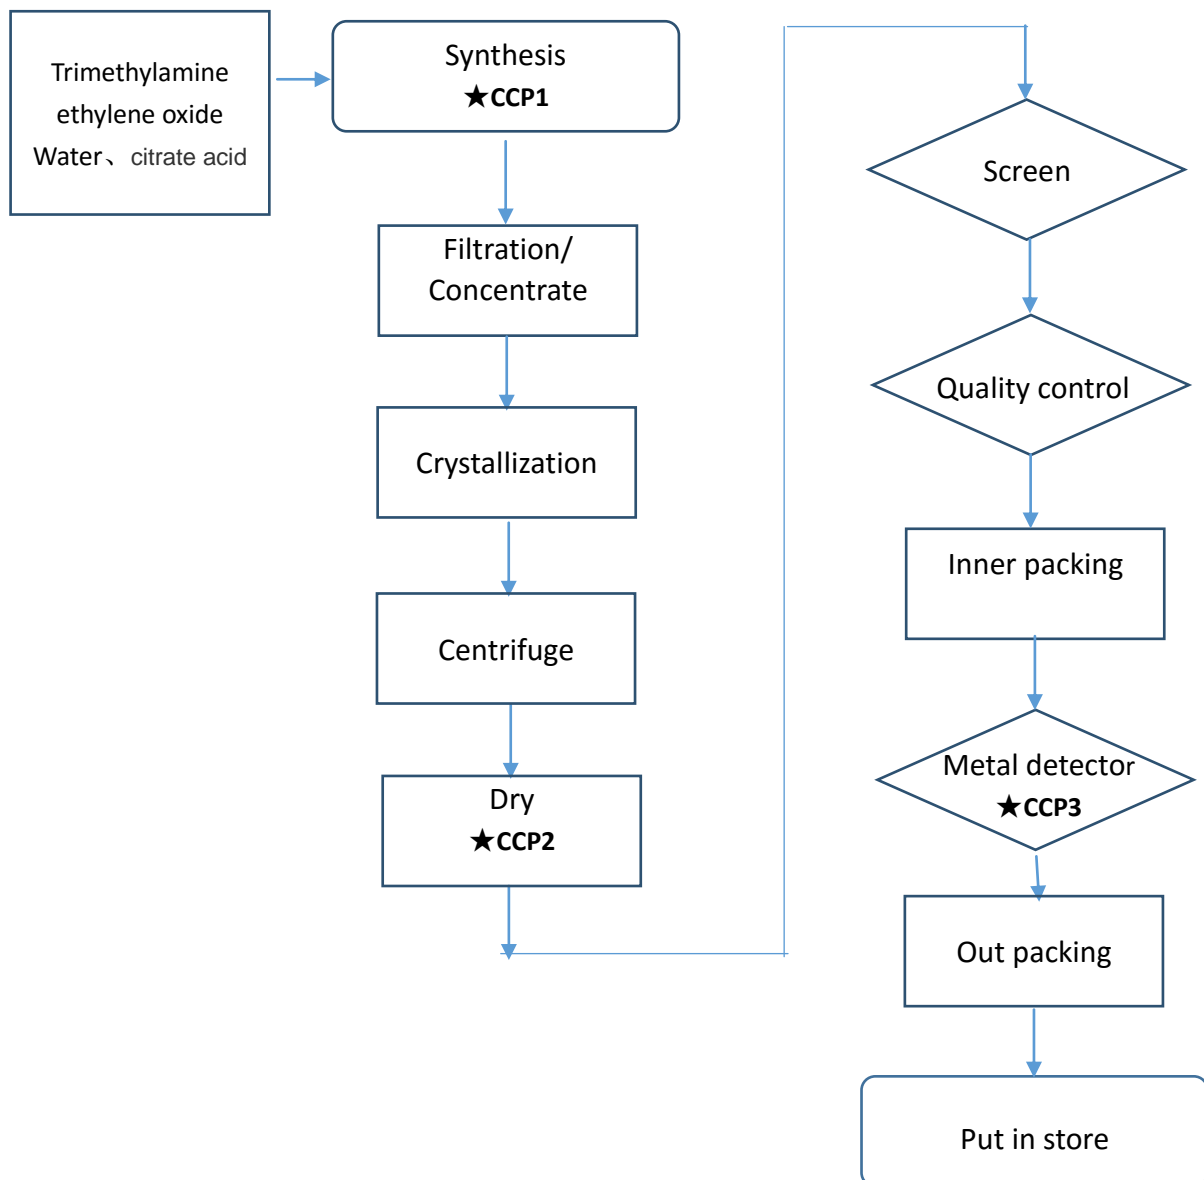 Trimethylamine
ethylene oxide
Water、citrate acid
Synthesis
★CCP1
Filtration/
Concentrate
Crystallization
Centrifuge
Dry
★CCP2
Screen
Quality control
Inner packing
Metal detector
★CCP3
Out packing
Put in store